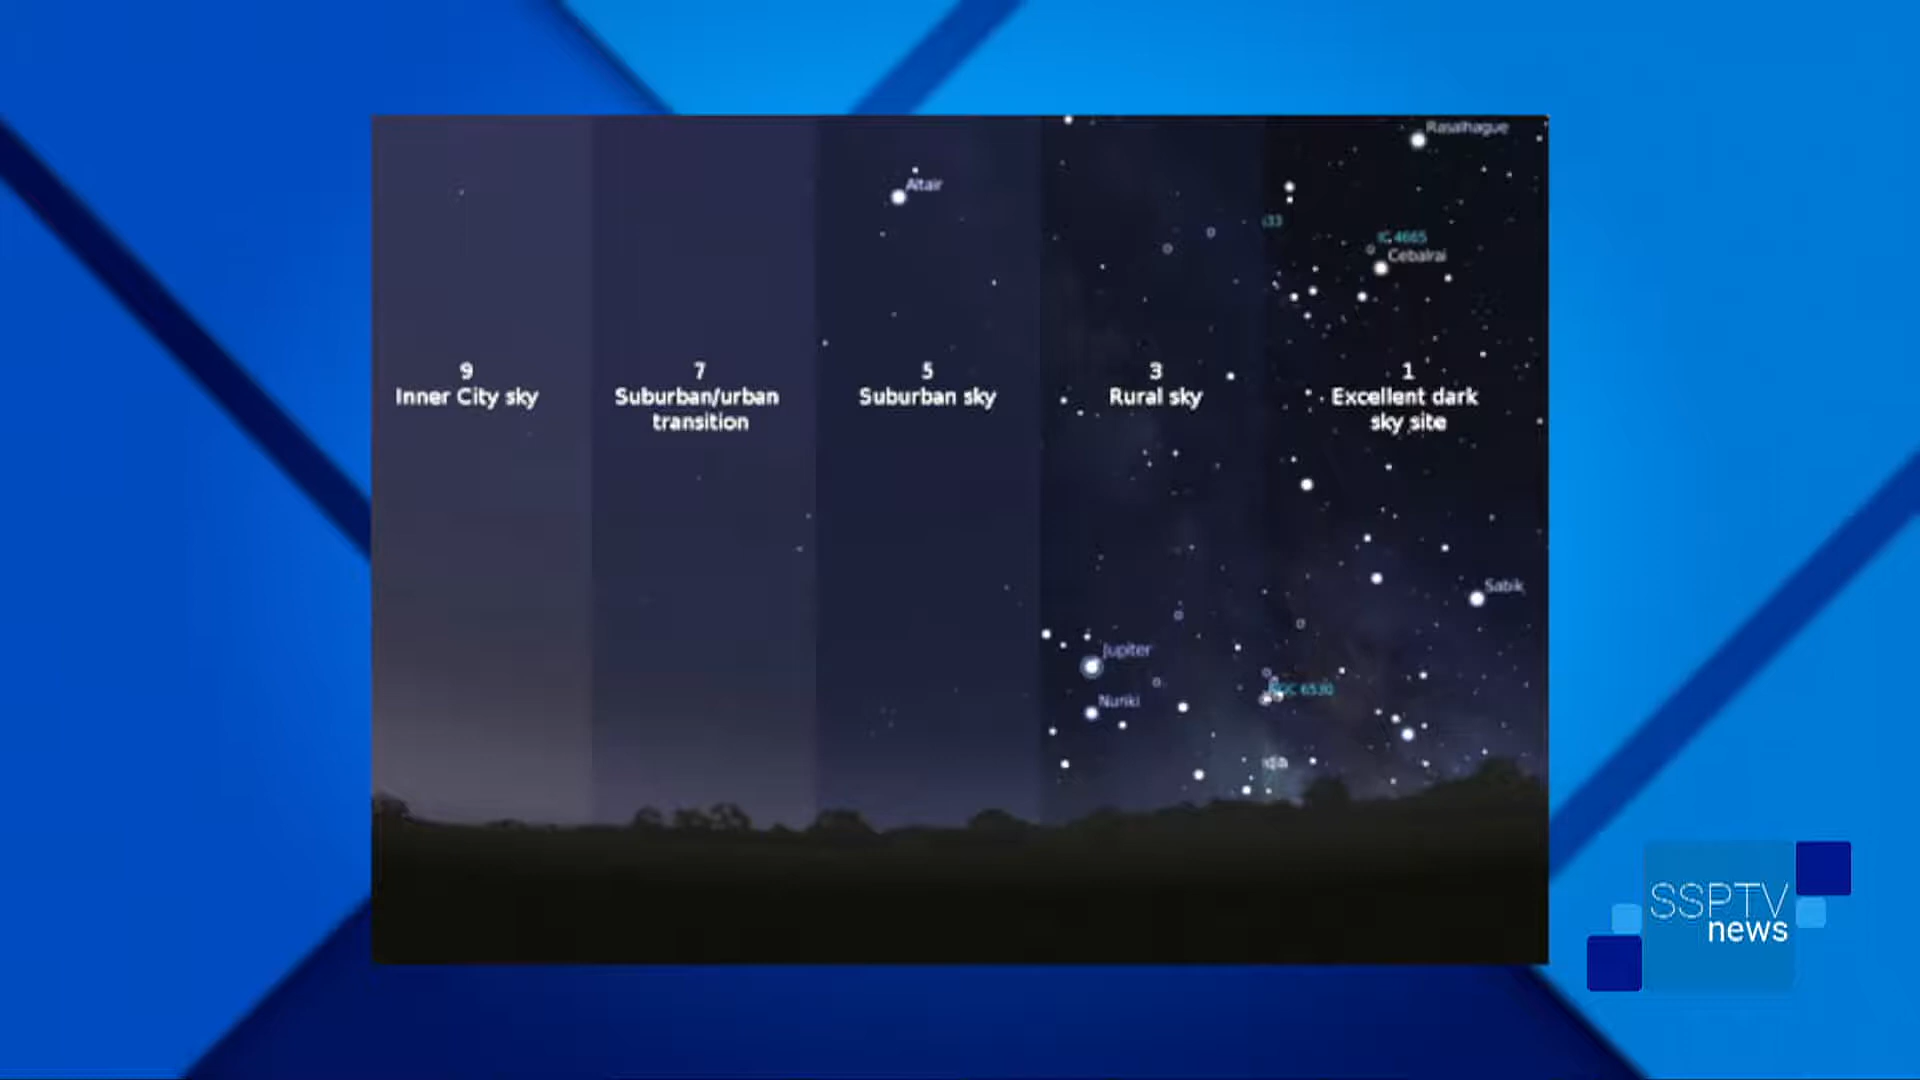 Rasalhague
Altair
IC 4665
Cebalrai
9
Inner City sky
7
Suburban/urban
transition
5
Suburban sky
3
Rural sky
1
Excellent dark
sky site
Sabik
Jupiter
Nunki
6530
SSPTV
news